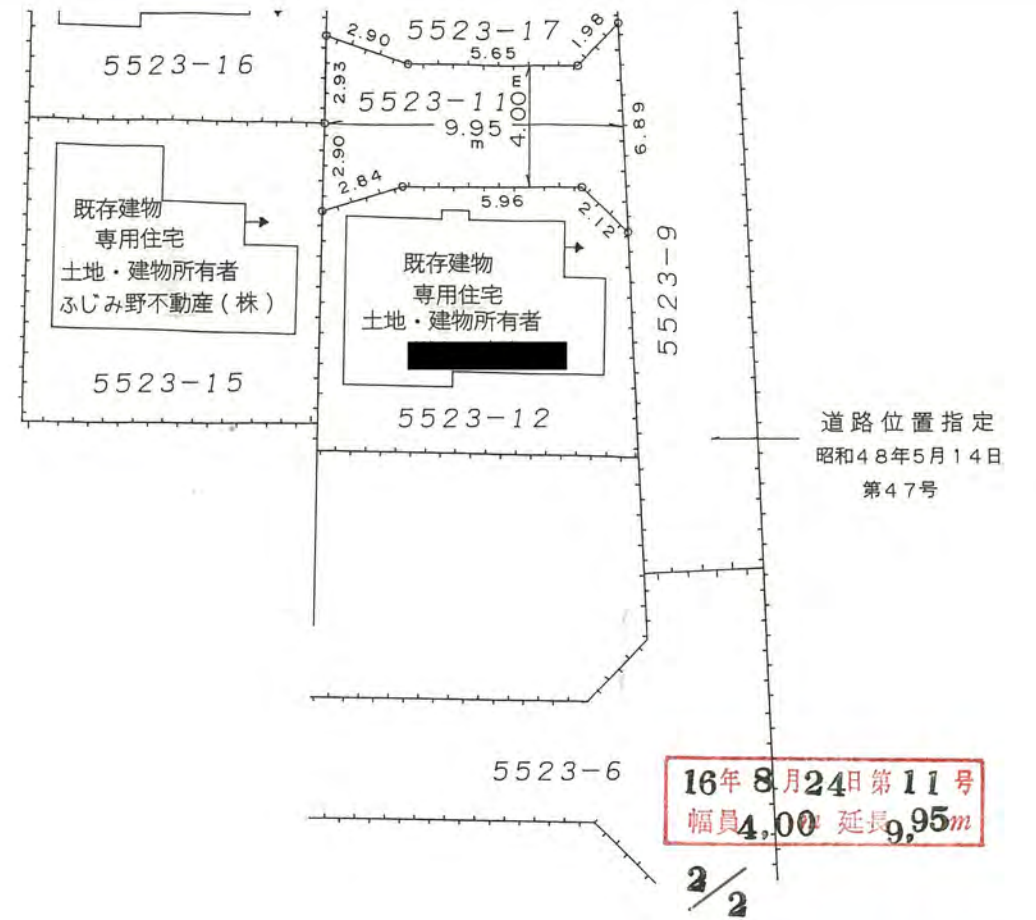 5523-16
2.90
5523-17
1.98
5.65
2.93
5523-11
9.95
m
4.00m
6.89
2.90
2.84
5.96
2.12
既存建物
専用住宅
土地・建物所有者
ふじみ野不動産(株)
5523-15
既存建物
専用住宅
土地・建物所有者
5523-12
5523-9
道路位置指定
昭和48年5月14日
第47号
5523-6
16年8月24日第11号
幅員4,00m 延長9,95m
2/2